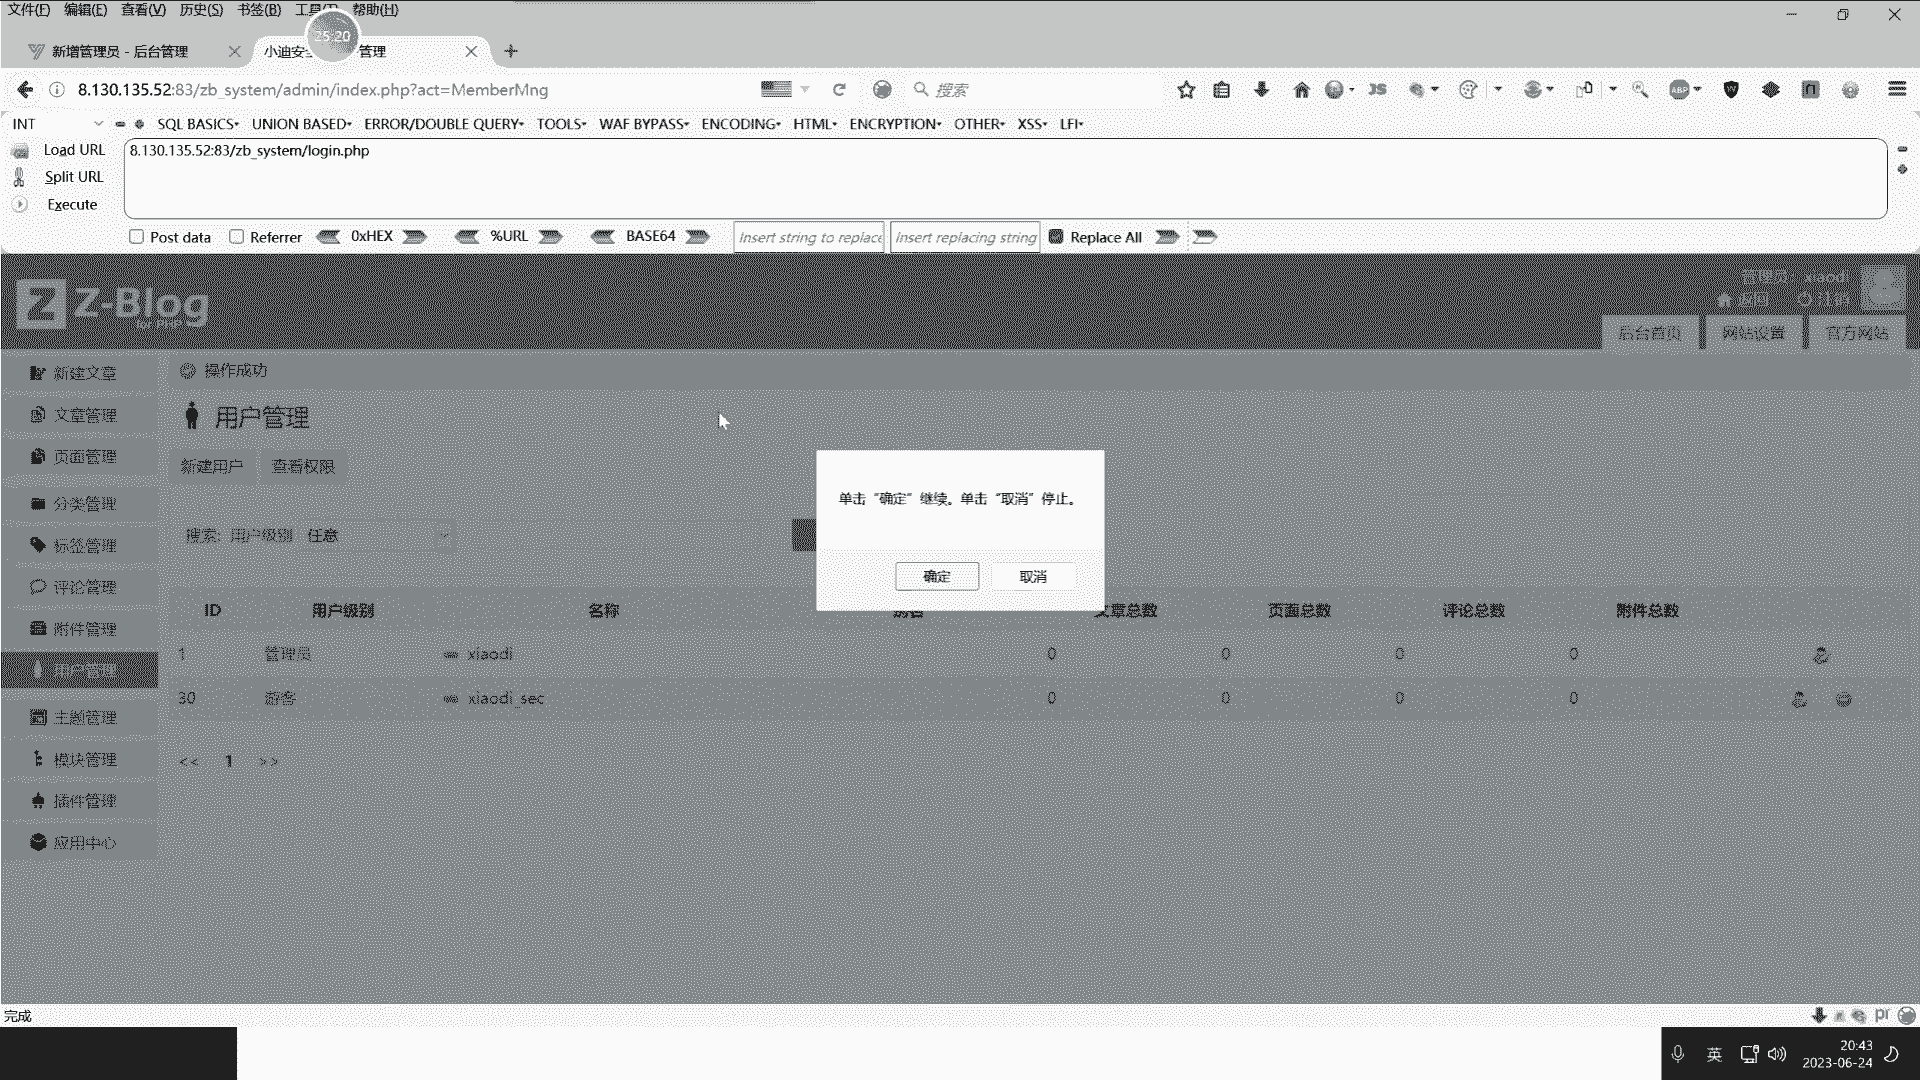 文件(F) 编辑(E) 查看(V) 历史(S) 书签(B) 工具(T) 帮助(H)
25:20
新增管理员 - 后台管理
小迪安 管理
8.130.135.52:83/zb_system/admin/index.php?act=MemberMng
搜索
JS
ABP
INT
SQL BASICS UNION BASED ERROR/DOUBLE QUERY TOOLS WAF BYPASS ENCODING HTML ENCRYPTION OTHER XSS LFI
Load URL
8.130.135.52:83/zb_system/login.php
Split URL
Execute
Post data Referrer 0xHEX %URL BASE64 Insert string to replace Insert replacing string Replace All
Z Z-Blog
for PHP
管理员: xiaodi
返回 注销
后台首页 网站设置 官方网站
新建文章
文章管理
页面管理
分类管理
标签管理
评论管理
附件管理
用户管理
主题管理
模块管理
插件管理
应用中心
操作成功
用户管理
新建用户 查看权限
搜索: 用户级别 任意
单击“确定”继续。单击“取消”停止。
确定 取消
ID 用户级别 名称 别名 文章总数 页面总数 评论总数 附件总数
1 管理员 xiaodi 0 0 0 0
30 游客 xiaodi_sec 0 0 0 0
<< 1 >>
完成
pr
英
20:43
2023-06-24